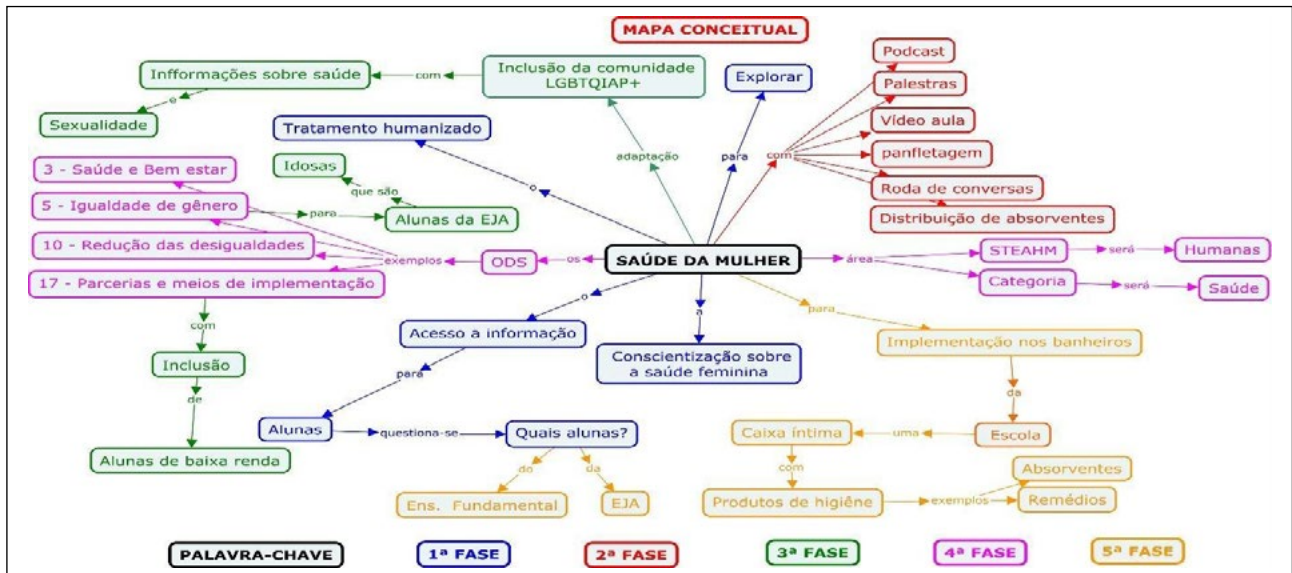 MAPA CONCEITUAL
Infformações sobre saúde
com
Inclusão da comunidade
LGBTQIAP+
Explorar
Podcast
Palestras
Vídeo aula
panfletagem
Roda de conversas
Distribuição de absorventes
e
Sexualidade
Tratamento humanizado
adaptação
para
com
3 - Saúde e Bem estar
Idosas
que são
5 - Igualdade de gênero
para
Alunas da EJA
o
10 - Redução das desigualdades
exemplos
ODS
os
SAÚDE DA MULHER
área
STEAHM
será
Humanas
17 - Parcerias e meios de implementação
Categoria
será
Saúde
o
a
para
com
Acesso a informação
Conscientização sobre
a saúde feminina
Implementação nos banheiros
Inclusão
para
da
de
Alunas
questiona-se
Quais alunas?
Caixa íntima
uma
Escola
Alunas de baixa renda
do
da
com
Absorventes
Ens. Fundamental
EJA
Produtos de higiêne
exemplos
Remédios
PALAVRA-CHAVE
1ª FASE
2ª FASE
3ª FASE
4ª FASE
5ª FASE